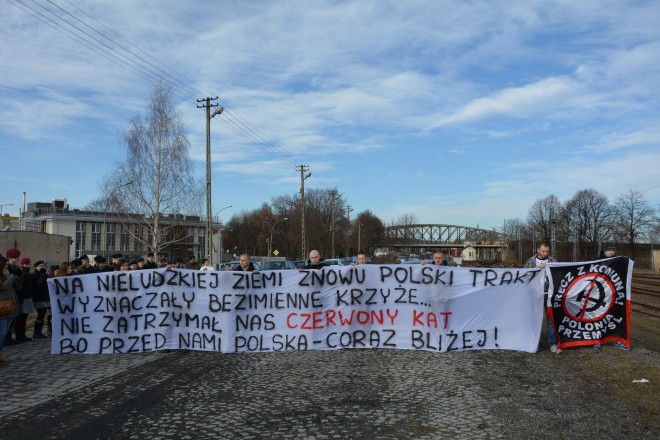 NA NIELUDZKIEJ ZIEMI ZNOWU POLSKI TRAKT
WYZNACZAŁY BEZIMIENNE KRZYŻE...
NIE ZATRZYMAŁ NAS CZERWONY KAT
BO PRZED NAMI POLSKA - CORAZ BLIŻEJ!
PRECZ Z KOMUNĄ!
POLONIA
PRZEMYŚL